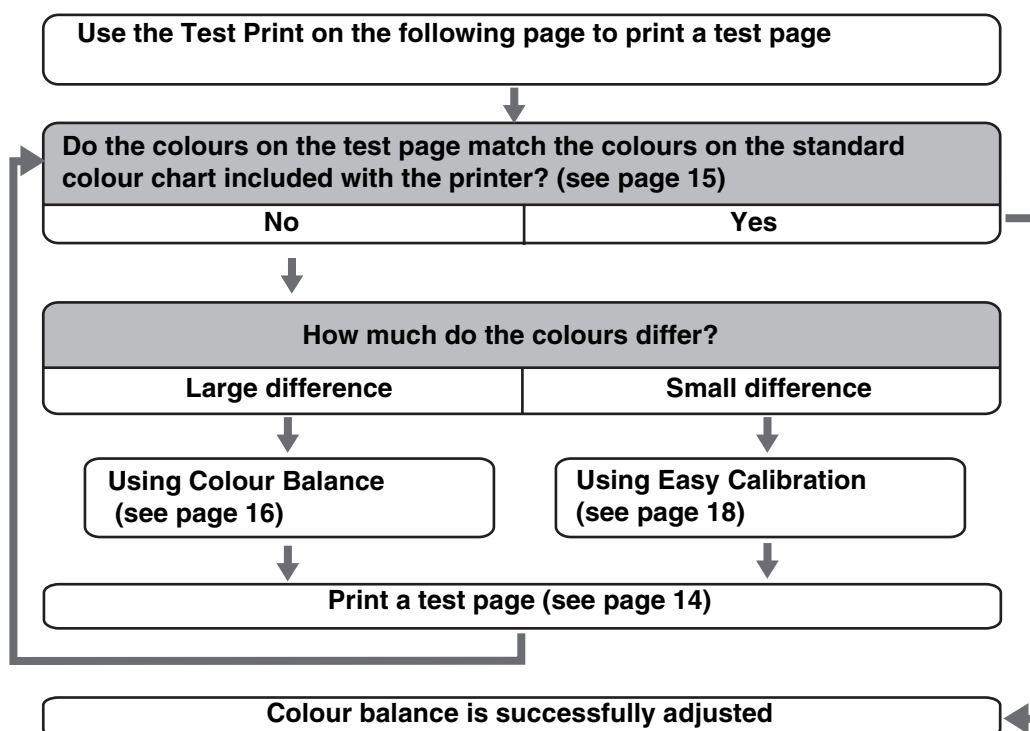 Use the Test Print on the following page to print a test page
Do the colours on the test page match the colours on the standard
colour chart included with the printer? (see page 15)
No
Yes
How much do the colours differ?
Large difference
Small difference
Using Colour Balance
(see page 16)
Using Easy Calibration
(see page 18)
Print a test page (see page 14)
Colour balance is successfully adjusted